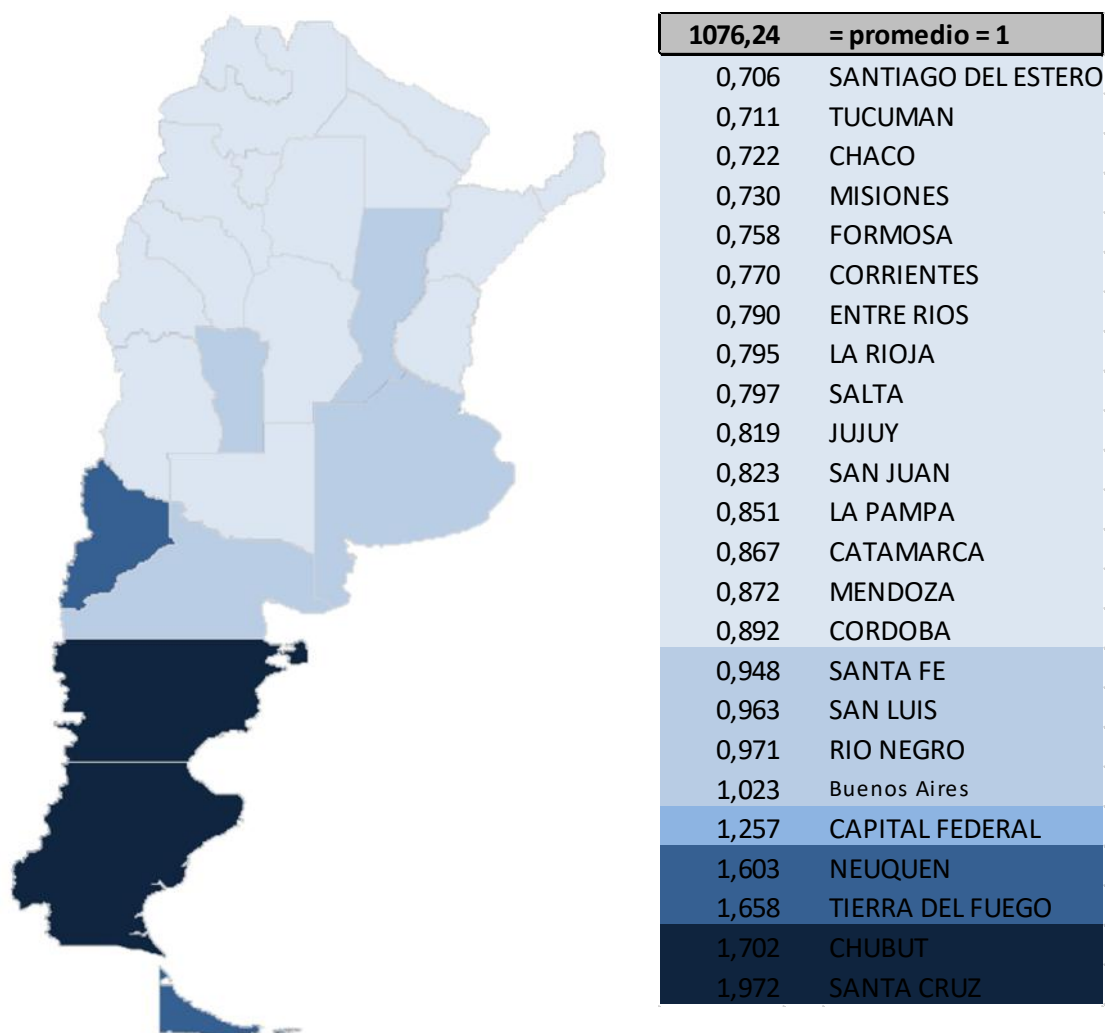 1076,24 = promedio = 1
0,706 SANTIAGO DEL ESTERO
0,711 TUCUMAN
0,722 CHACO
0,730 MISIONES
0,758 FORMOSA
0,770 CORRIENTES
0,790 ENTRE RIOS
0,795 LA RIOJA
0,797 SALTA
0,819 JUJUY
0,823 SAN JUAN
0,851 LA PAMPA
0,867 CATAMARCA
0,872 MENDOZA
0,892 CORDOBA
0,948 SANTA FE
0,963 SAN LUIS
0,971 RIO NEGRO
1,023 Buenos Aires
1,257 CAPITAL FEDERAL
1,603 NEUQUEN
1,658 TIERRA DEL FUEGO
1,702 CHUBUT
1,972 SANTA CRUZ